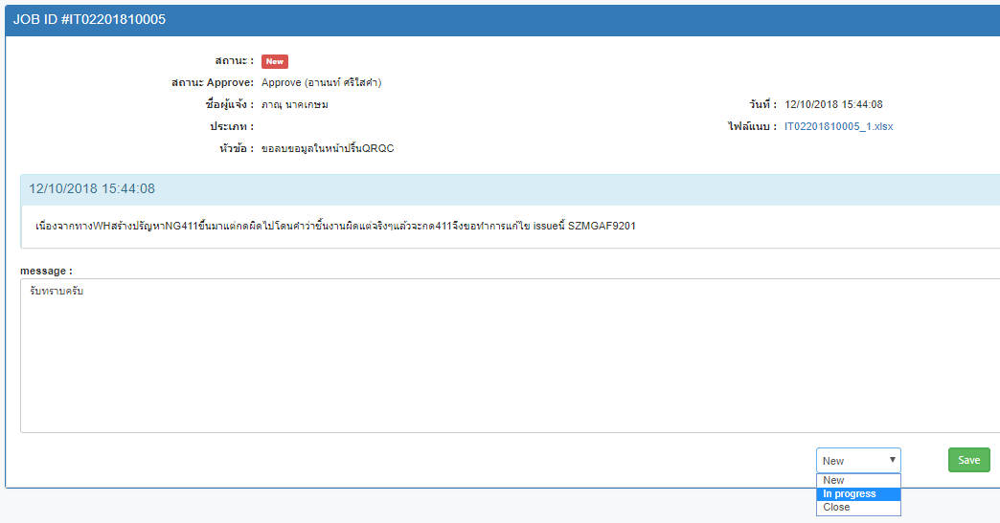 JOB ID #IT02201810005
สถานะ : New
สถานะ Approve: Approve (อานนท์ ศรีใสคำ)
ชื่อผู้แจ้ง : ภาณุ นาคเกษม วันที่ : 12/10/2018 15:44:08
ประเภท : ไฟล์แนบ : IT02201810005_1.xlsx
หัวข้อ : ขอลบขอมูลในหน้าปริ้นQRQC
12/10/2018 15:44:08
เนื่องจากทางWHสร้างปรัญหาNG411ขึ้นมาแต่กดผิดไปโดนคำว่าชิ้นงานผิดแต่จริงๆแล้วจะกด411จึงขอทำการแก้ไข issueนี้ SZMGAF9201
message :
รับทราบครับ
New Save
New
In progress
Close